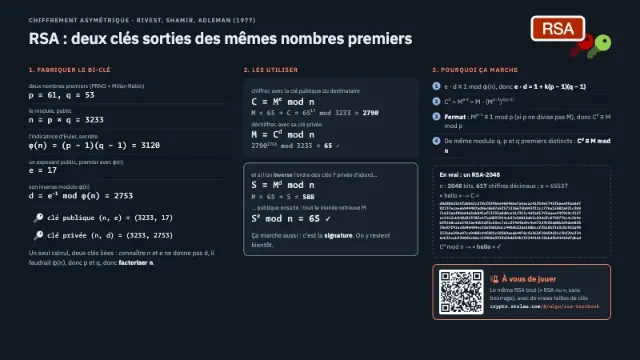 CHIFFREMENT ASYMÉTRIQUE · RIVEST, SHAMIR, ADLEMAN (1977)
RSA : deux clés sorties des mêmes nombres premiers
RSA
1. FABRIQUER LE BI-CLÉ
deux nombres premiers (PRNG + Miller-Rabin)
p = 61, q = 53
le module, public
n = p × q = 3233
l'indicatrice d'Euler, secrète
φ(n) = (p − 1)(q − 1) = 3120
un exposant public, premier avec φ(n)
e = 17
son inverse modulo φ(n)
d = e⁻¹ mod φ(n) = 2753
clé publique (n, e) = (3233, 17)
clé privée (n, d) = (3233, 2753)
Un seul calcul, deux clés liées : connaître n et e ne donne pas d, il
faudrait φ(n), donc p et q, donc factoriser n.
2. LES UTILISER
chiffrer, avec la clé publique du destinataire
C = Mᵉ mod n
M = 65 → C = 65¹⁷ mod 3233 = 2790
déchiffrer, avec sa clé privée
M = Cᵈ mod n
2790²⁷⁵³ mod 3233 = 65 ✓
et si l'on inverse l'ordre des clés ? privée d'abord…
S = Mᵈ mod n
M = 65 → S = 588
… publique ensuite : tout le monde retrouve M
Sᵉ mod n = 65 ✓
Ça marche aussi : c'est la signature. On y revient
bientôt.
3. POURQUOI ÇA MARCHE
1 e · d ≡ 1 mod φ(n), donc e · d = 1 + k(p − 1)(q − 1)
2
3 Fermat : Mᵖ⁻¹ ≡ 1 mod p (si p ne divise pas M), donc Cᵈ ≡ M
mod p
4 De même modulo q, p et q premiers distincts : Cᵈ ≡ M mod
n
En vrai : un RSA-2048
n : 2048 bits, 617 chiffres décimaux ; e = 65537
« hello » → C =
Cᵈ mod n → « hello » ✓
À vous de jouer
Le même RSA brut (« RSA nu », sans
bourrage), avec de vraies tailles de clés